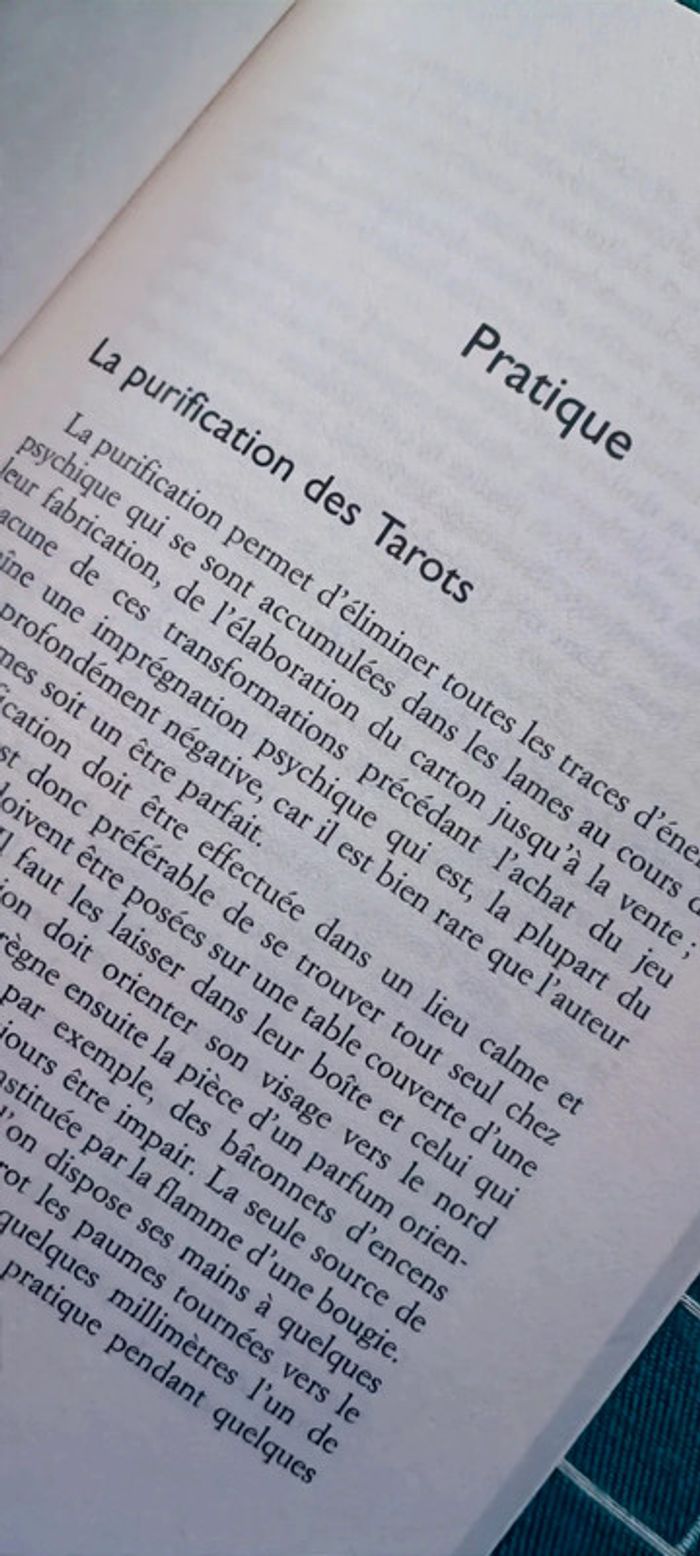 Pratique
La purification des Tarots
La purification permet d'éliminer toutes les traces d'éne
psychique qui se sont accumulées dans les lames au cours d
leur fabrication, de l'élaboration du carton jusqu'à la vente ;
acune de ces transformations précédant l'achat du jeu
îne une imprégnation psychique qui est, la plupart du
profondément négative, car il est bien rare que l'auteur
mes soit un être parfait.
ication doit être effectuée dans un lieu calme et
st donc préférable de se trouver tout seul chez
doivent être posées sur une table couverte d'une
Il faut les laisser dans leur boîte et celui qui
ion doit orienter son visage vers le nord
règne ensuite la pièce d'un parfum orien-
par exemple, des bâtonnets d'encens
jours être impair. La seule source de
nstituée par la flamme d'une bougie.
'on dispose ses mains à quelques
rot les paumes tournées vers le
quelques millimètres l'un de
pratique pendant quelques